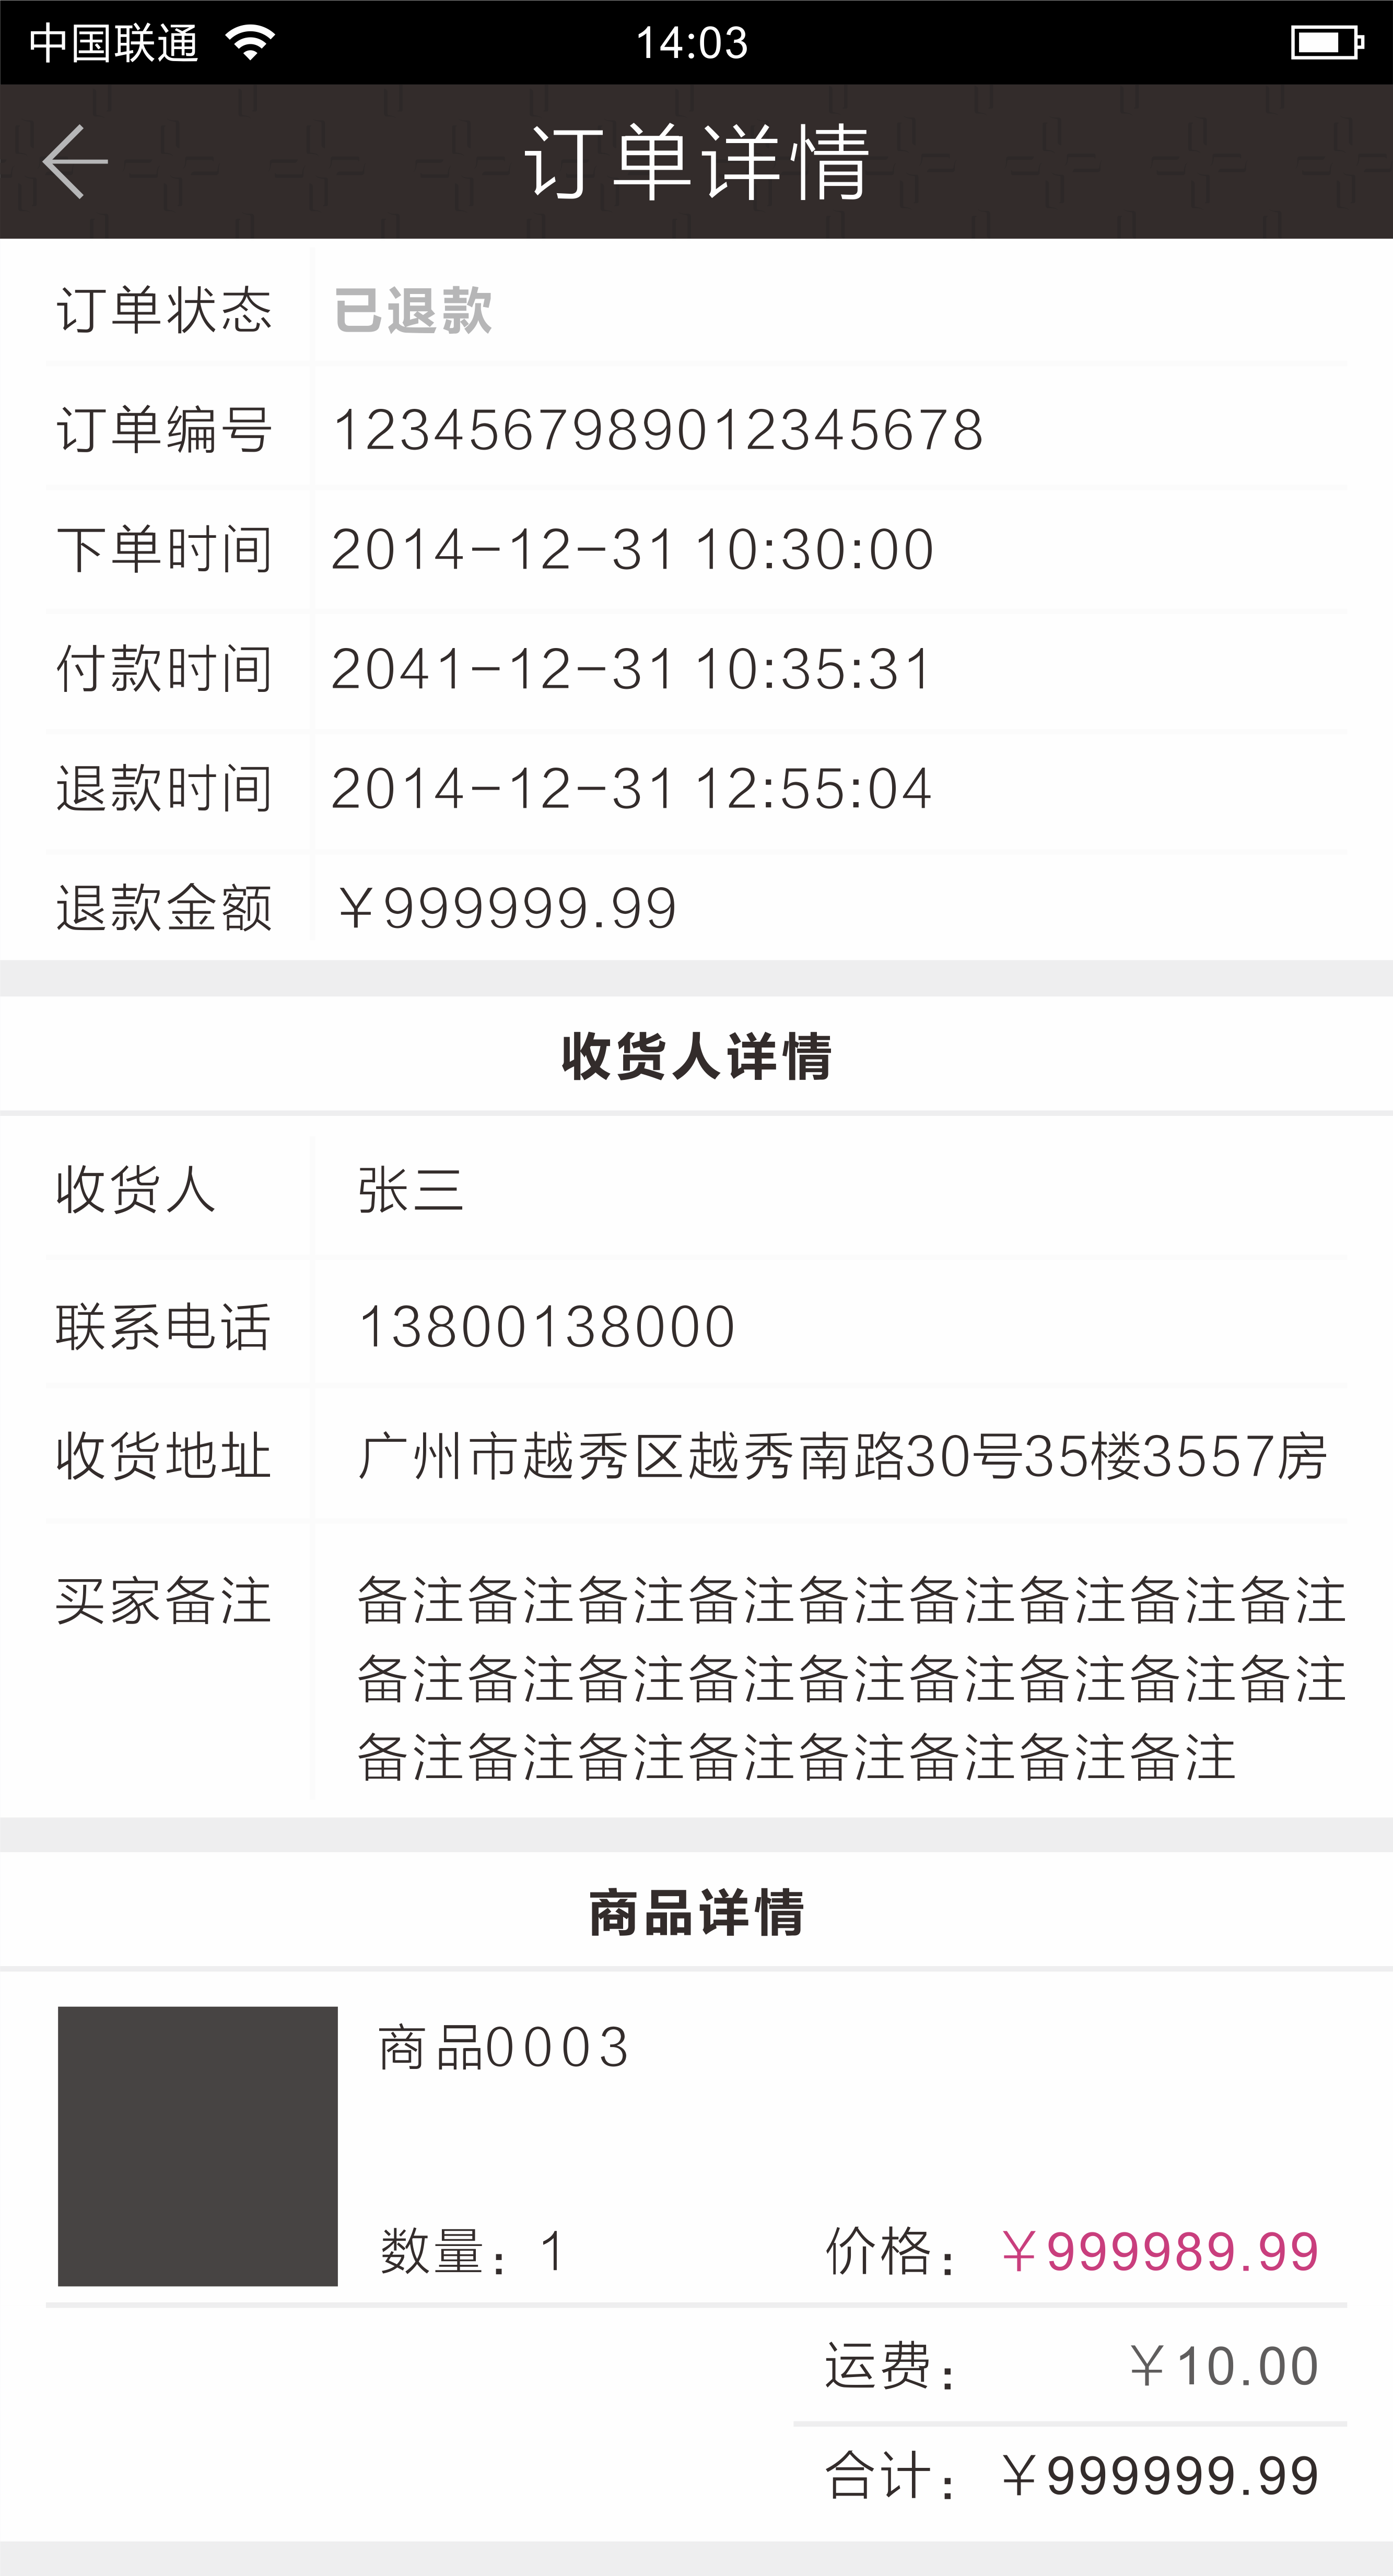 中国联通 14:03
订单详情
订单状态 已退款
订单编号 1234567989012345678
下单时间 2014-12-31 10:30:00
付款时间 2041-12-31 10:35:31
退款时间 2014-12-31 12:55:04
退款金额 ￥999999.99
收货人详情
收货人 张三
联系电话 13800138000
收货地址 广州市越秀区越秀南路30号35楼3557房
买家备注 备注备注备注备注备注备注备注备注备注
备注备注备注备注备注备注备注备注备注
备注备注备注备注备注备注备注备注
商品详情
商品0003
数量：1 价格：￥999989.99
运费：￥10.00
合计：￥999999.99